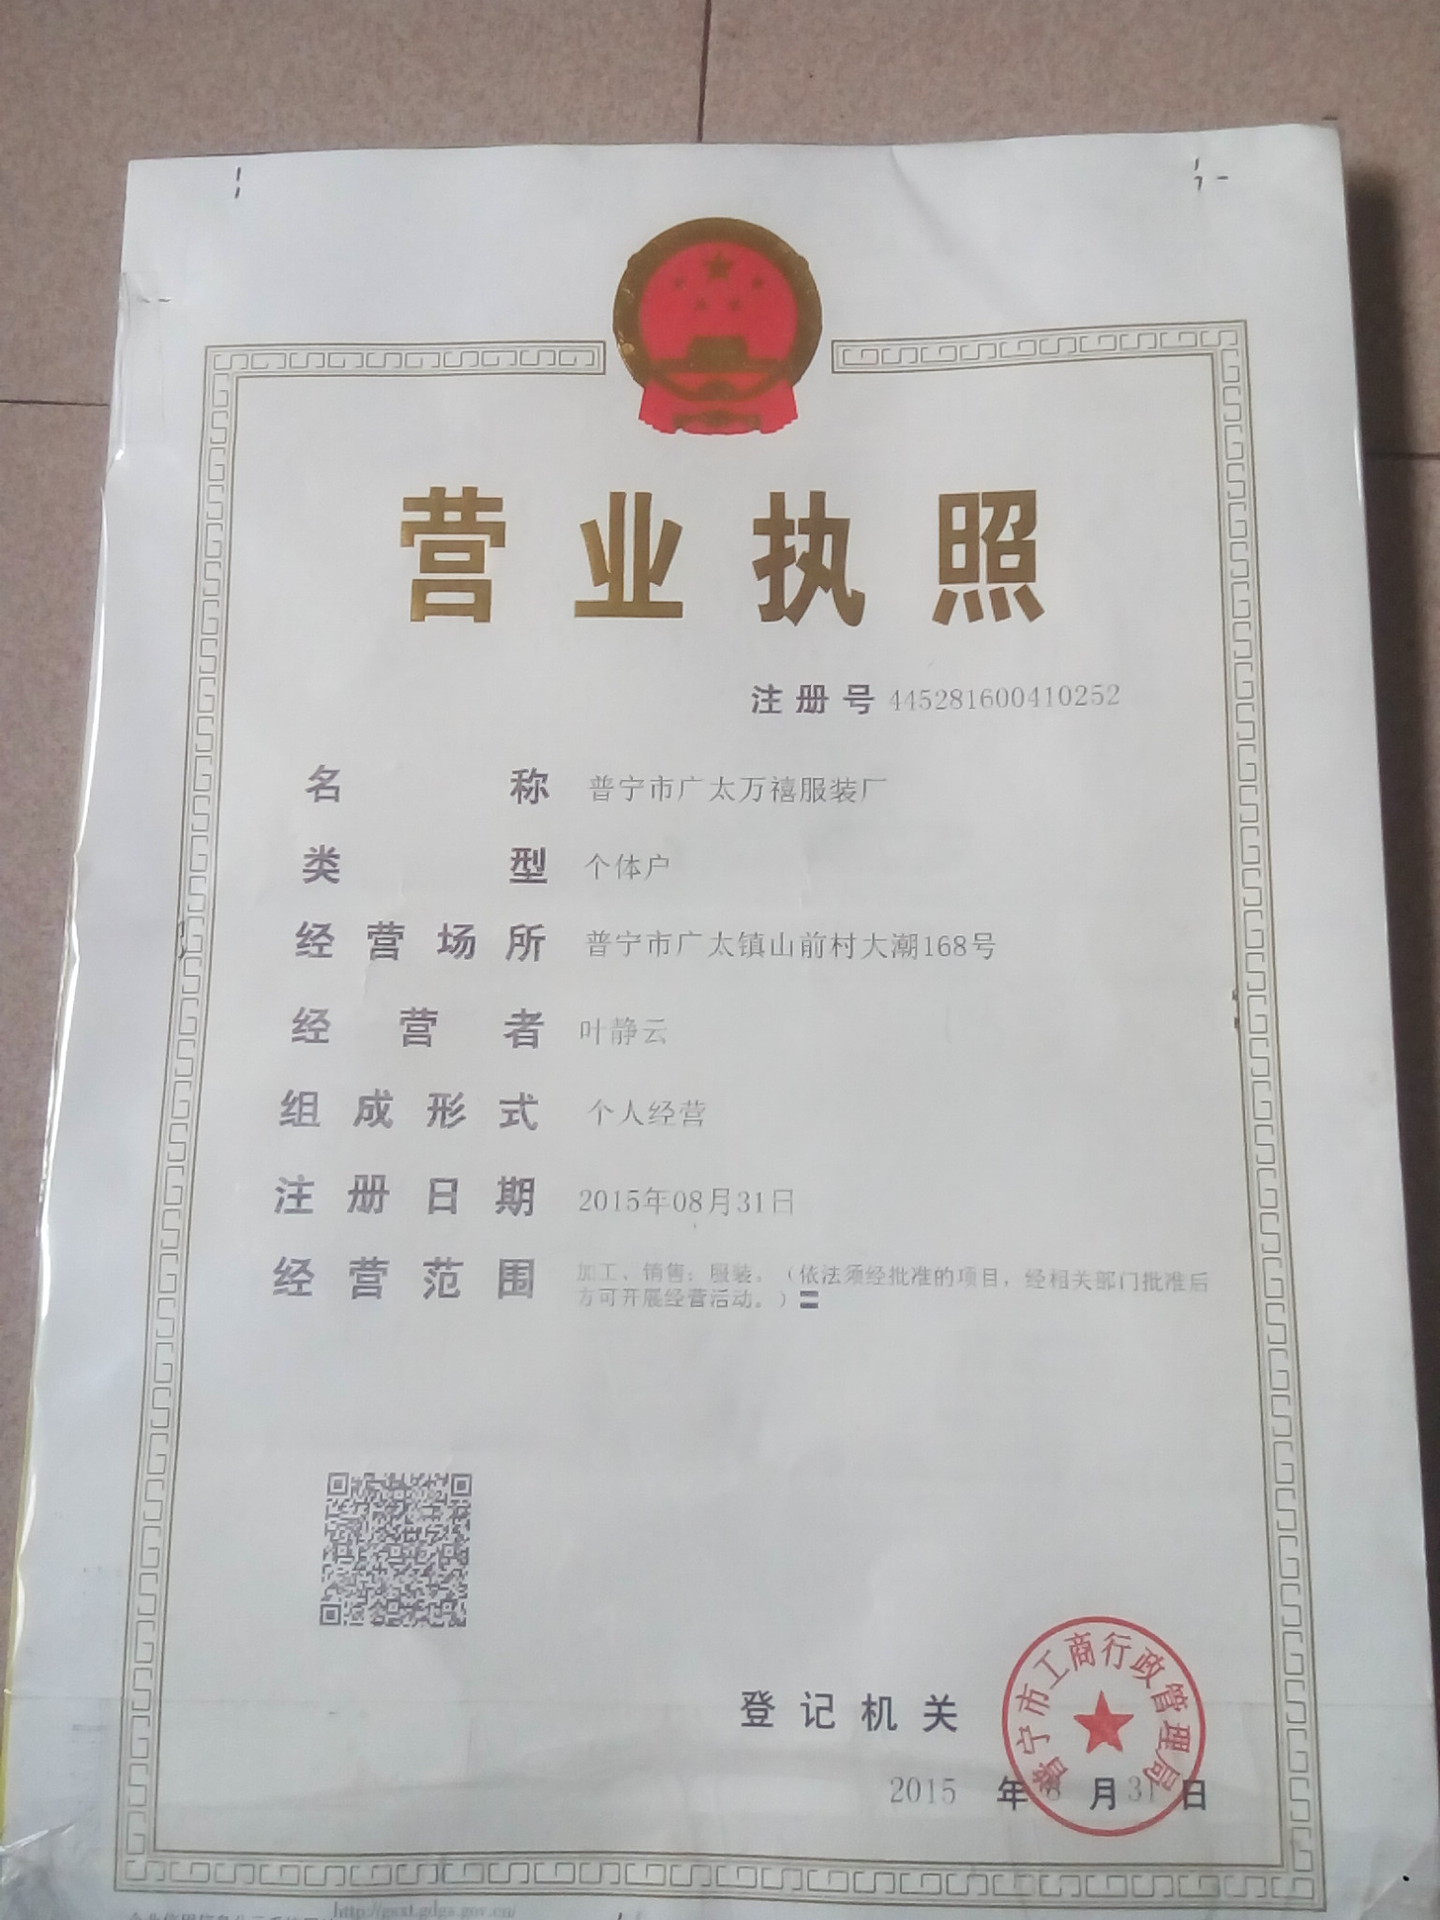 营业执照
注册号 445281600410252
名称 普宁市广太万禧服装厂
类型 个体户
经营场所 普宁市广太镇山前村大潮168号
经营者 叶静云
组成形式 个人经营
注册日期 2015年08月31日
经营范围 加工、销售：服装。（依法须经批准的项目，经相关部门批准后
方可开展经营活动。）〓
登记机关
普宁市工商行政管理局
2015 年 8 月 31 日
http://gsxt.gdgs.gov.cn/